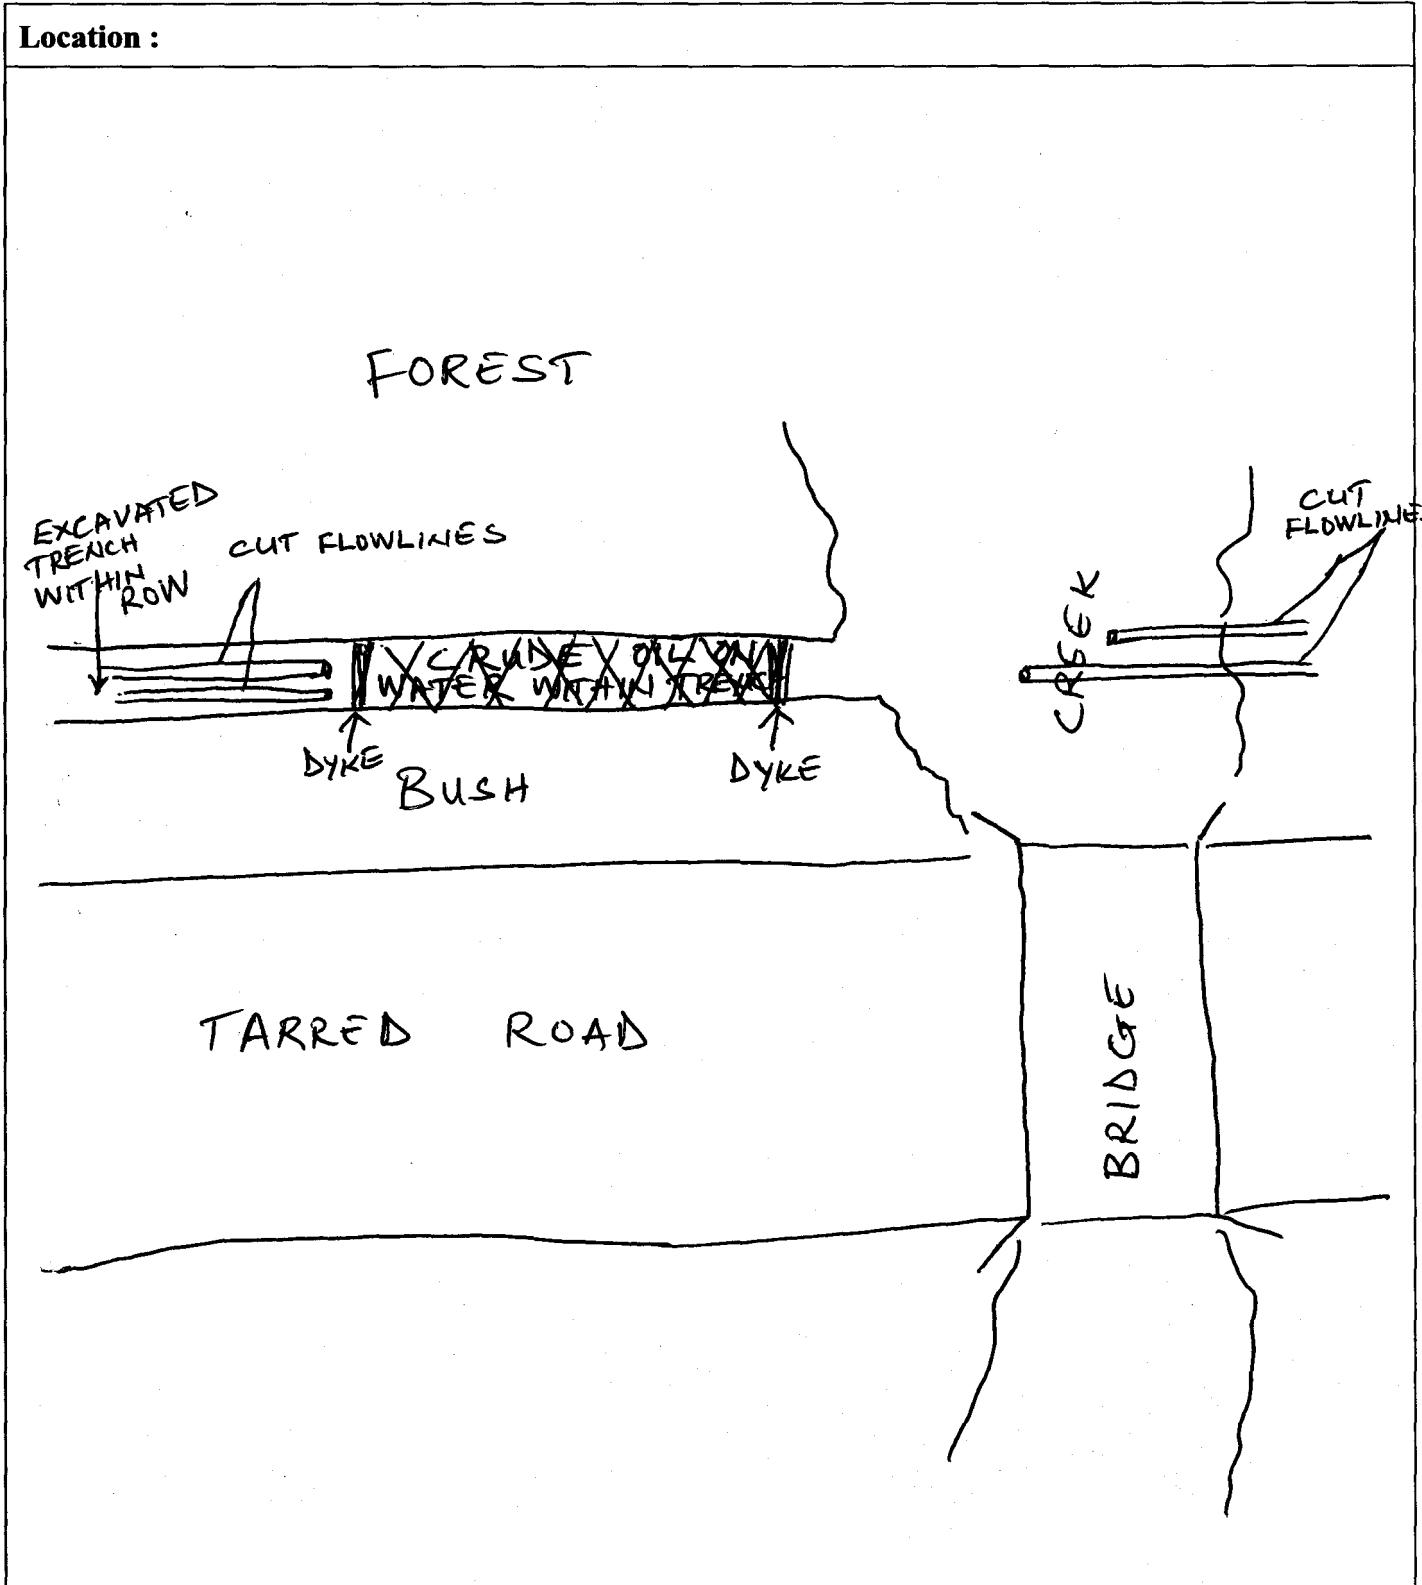 Location :
FOREST
EXCAVATED
TRENCH
WITHIN
ROW
CUT FLOWLINES
CUT
FLOWLINES
CREEK
CRUDE OIL ON
WATER WITHIN TRENCH
DYKE
DYKE
BUSH
TARRED ROAD
BRIDGE